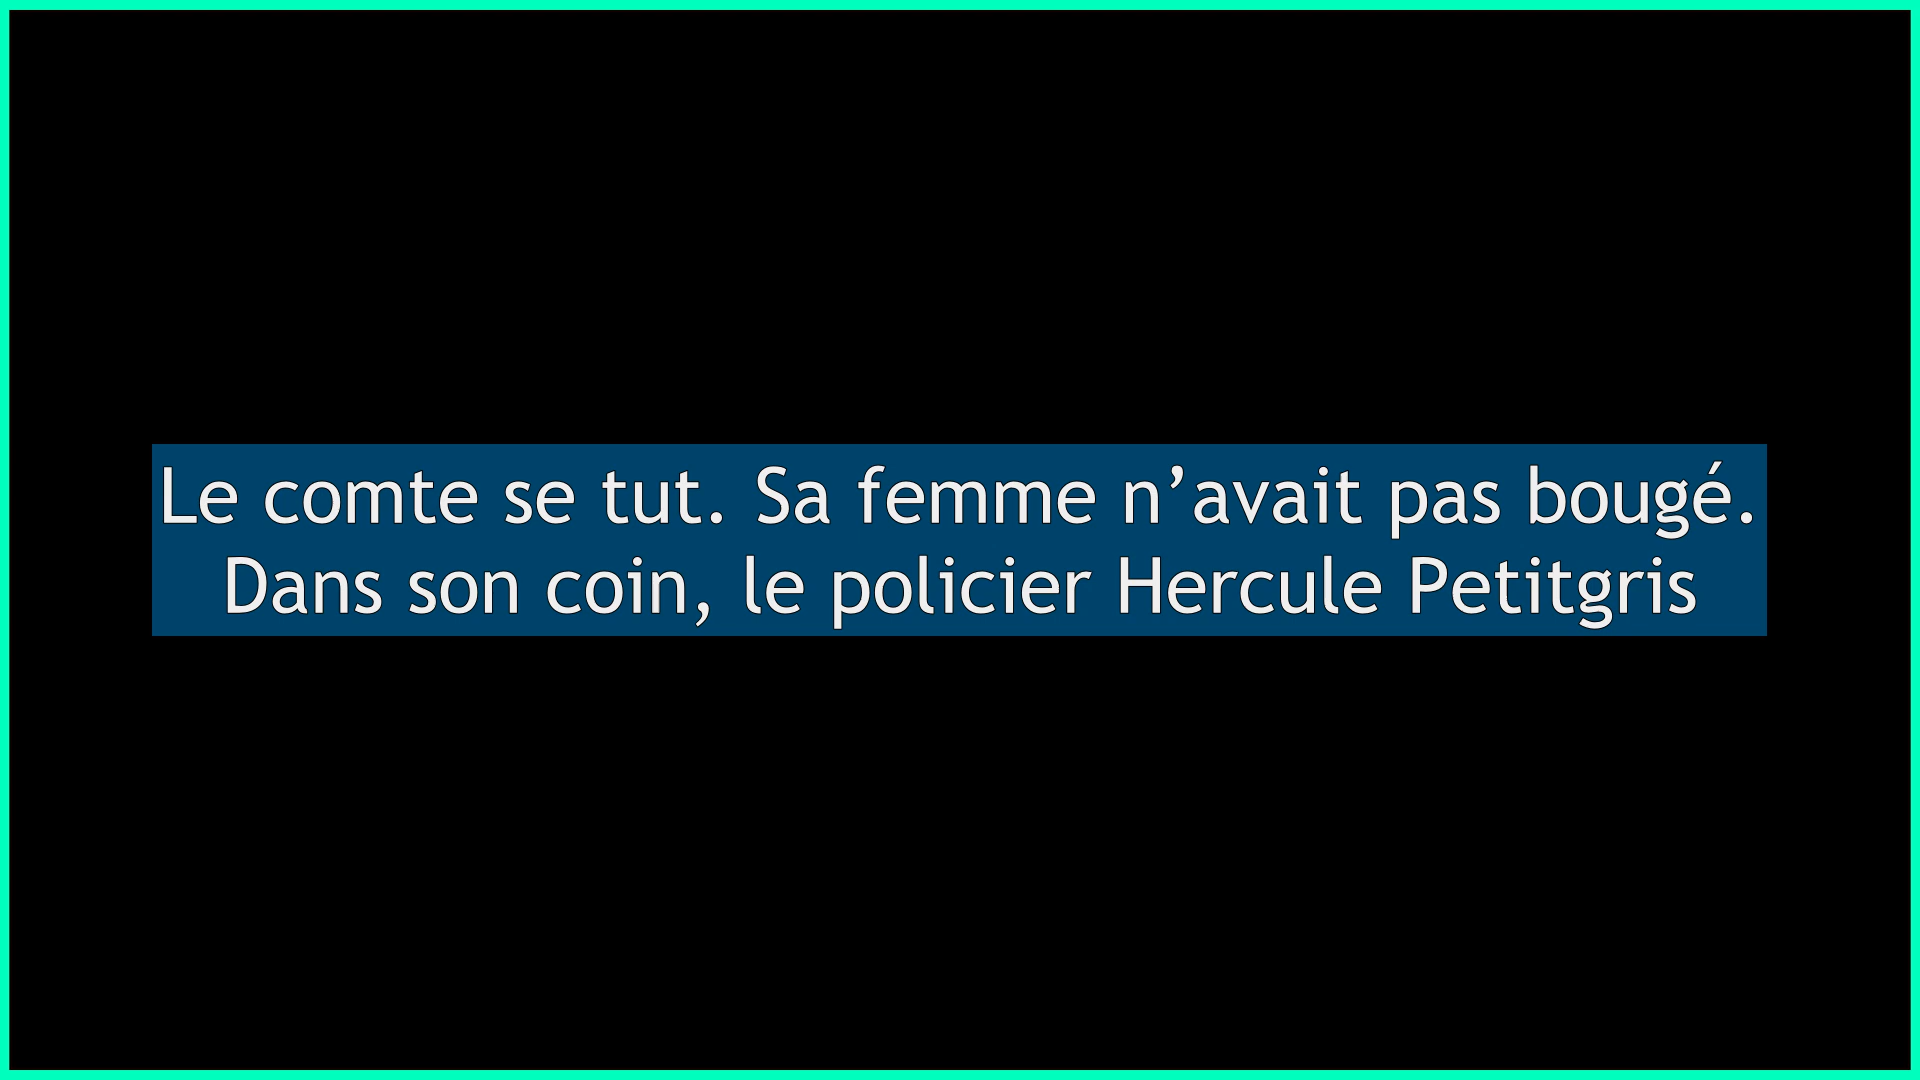 Le comte se tut. Sa femme n’avait pas bougé.
Dans son coin, le policier Hercule Petitgris